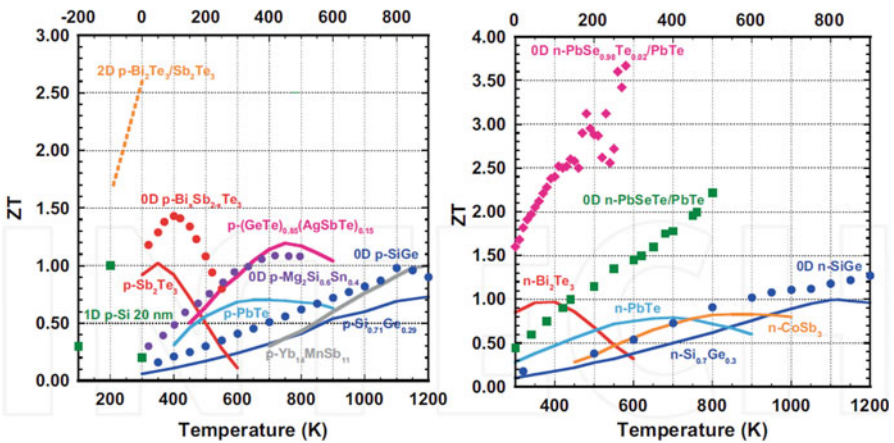 -200 0 200 400 600 800
3.00
2.50
2.00
1.50
1.00
0.50
0.00
ZT
2D p-Bi₂Te₃/Sb₂Te₃
p-(GeTe)₀.₈₅(AgSbTe)₀.₁₅
0D p-SiGe
0D p-Mg₂Si₀.₆Sn₀.₄
p-Sb₂Te₃
1D p-Si 20 nm
p-PbTe
p-Si₀.₇₁Ge₀.₂₉
200 400 600 800 1000 1200
Temperature (K)
0 200 400 600 800
4.00
3.50
3.00
2.50
2.00
1.50
1.00
0.50
0.00
ZT
0D n-PbSe₀.₉₈Te₀.₀₂/PbTe
0D n-PbSeTe/PbTe
0D n-SiGe
n-Bi₂Te₃
n-PbTe
n-CoSb₃
n-Si₀.₇Ge₀.₃
400 600 800 1000 1200
Temperature (K)